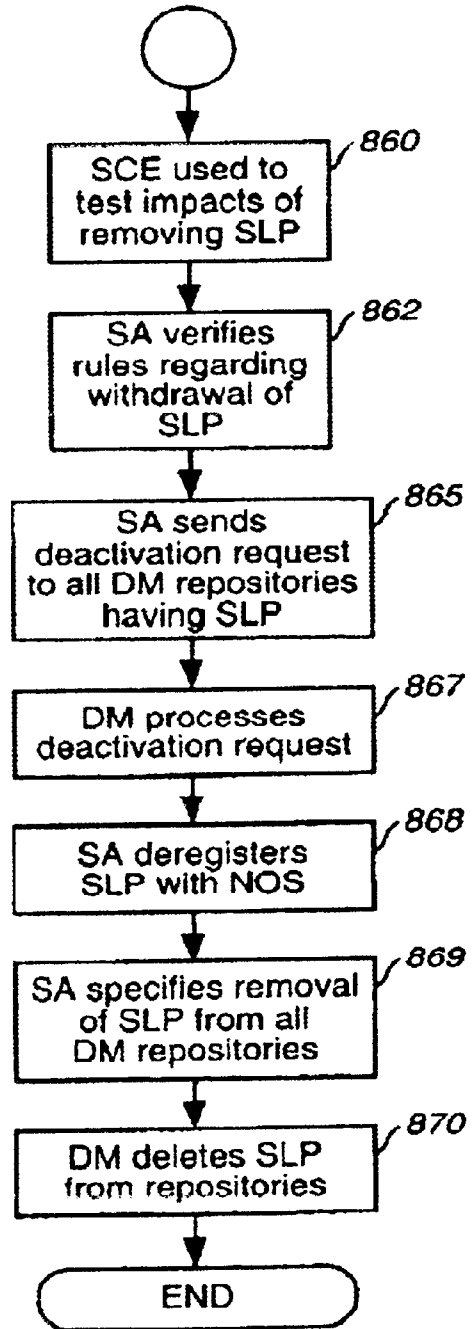 860
SCE used to
test impacts of
removing SLP
862
SA verifies
rules regarding
withdrawal of
SLP
865
SA sends
deactivation request
to all DM repositories
having SLP
867
DM processes
deactivation request
868
SA deregisters
SLP with NOS
869
SA specifies removal
of SLP from all
DM repositories
870
DM deletes SLP
from repositories
END